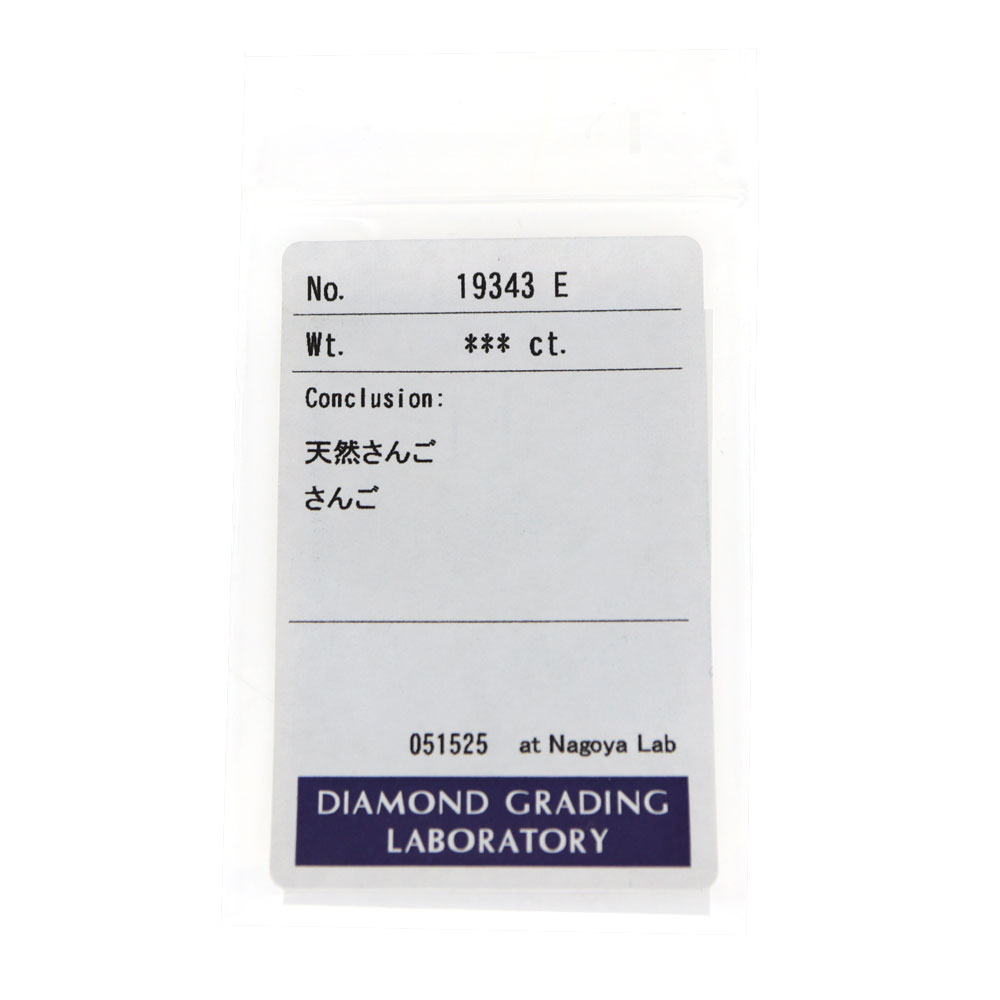 No. 19343 E
Wt. *** ct.
Conclusion:
天然さんご
さんご
051525 at Nagoya Lab
DIAMOND GRADING
LABORATORY